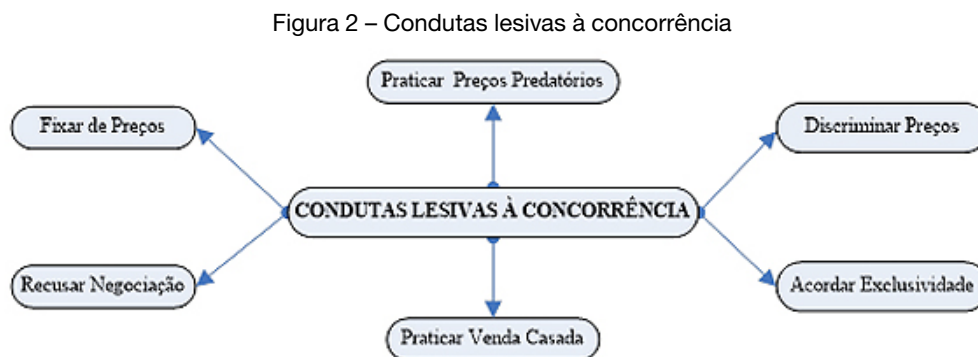 Figura 2 – Condutas lesivas à concorrência
Praticar Preços Predatórios
Fixar de Preços
Discriminar Preços
CONDUTAS LESIVAS À CONCORRÊNCIA
Recusar Negociação
Acordar Exclusividade
Praticar Venda Casada